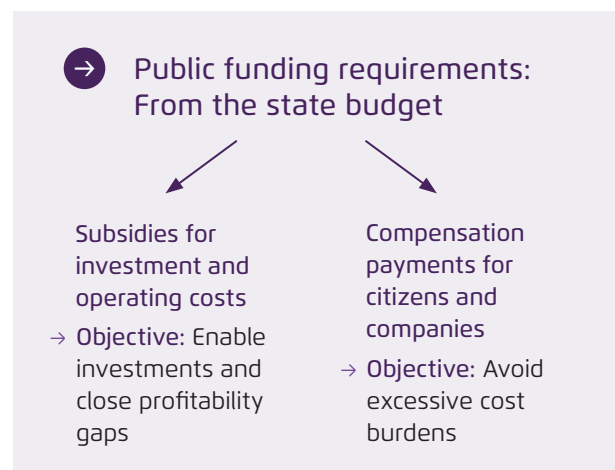 Public funding requirements:
From the state budget
Subsidies for
investment and
operating costs
→ Objective: Enable
investments and
close profitability
gaps
Compensation
payments for
citizens and
companies
→ Objective: Avoid
excessive cost
burdens